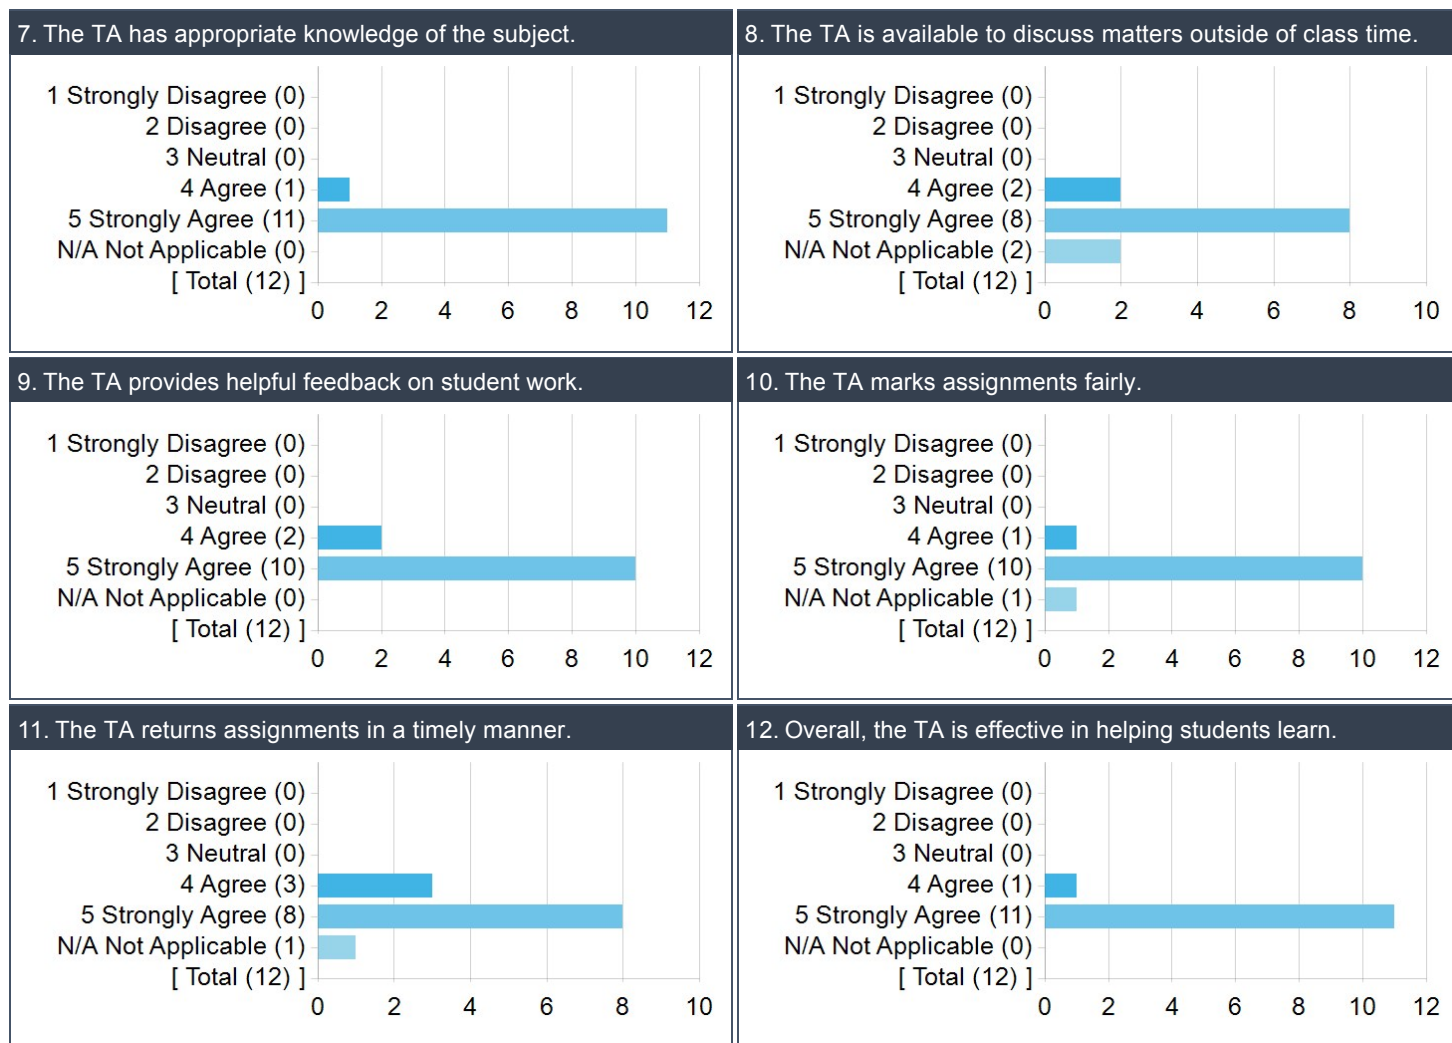 7. The TA has appropriate knowledge of the subject.
1 Strongly Disagree (0)
2 Disagree (0)
3 Neutral (0)
4 Agree (1)
5 Strongly Agree (11)
N/A Not Applicable (0)
[ Total (12) ]
0 2 4 6 8 10 12
8. The TA is available to discuss matters outside of class time.
1 Strongly Disagree (0)
2 Disagree (0)
3 Neutral (0)
4 Agree (2)
5 Strongly Agree (8)
N/A Not Applicable (2)
[ Total (12) ]
0 2 4 6 8 10
9. The TA provides helpful feedback on student work.
1 Strongly Disagree (0)
2 Disagree (0)
3 Neutral (0)
4 Agree (2)
5 Strongly Agree (10)
N/A Not Applicable (0)
[ Total (12) ]
0 2 4 6 8 10 12
10. The TA marks assignments fairly.
1 Strongly Disagree (0)
2 Disagree (0)
3 Neutral (0)
4 Agree (1)
5 Strongly Agree (10)
N/A Not Applicable (1)
[ Total (12) ]
0 2 4 6 8 10 12
11. The TA returns assignments in a timely manner.
1 Strongly Disagree (0)
2 Disagree (0)
3 Neutral (0)
4 Agree (3)
5 Strongly Agree (8)
N/A Not Applicable (1)
[ Total (12) ]
0 2 4 6 8 10
12. Overall, the TA is effective in helping students learn.
1 Strongly Disagree (0)
2 Disagree (0)
3 Neutral (0)
4 Agree (1)
5 Strongly Agree (11)
N/A Not Applicable (0)
[ Total (12) ]
0 2 4 6 8 10 12